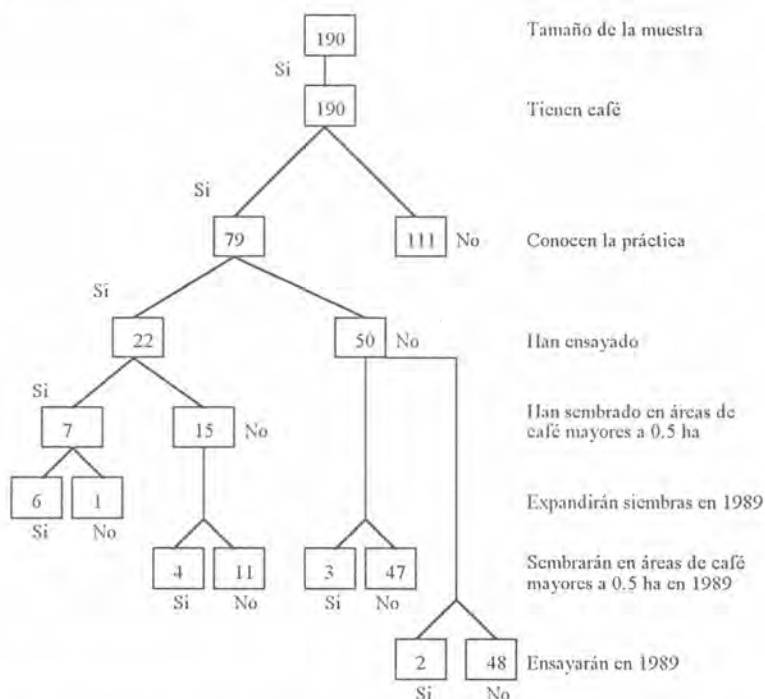 190 Tamaño de la muestra
Si
190 Tienen café
Si
79 111 No Conocen la práctica
Si
22 50 No Han ensayado
Si
7 15 No Han sembrado en áreas de
café mayores a 0.5 ha
6 1 Expandirán siembras en 1989
Si No
4 11 3 47 Sembrarán en áreas de café
mayores a 0.5 ha en 1989
Si No Si No
2 48 Ensayarán en 1989
Si No